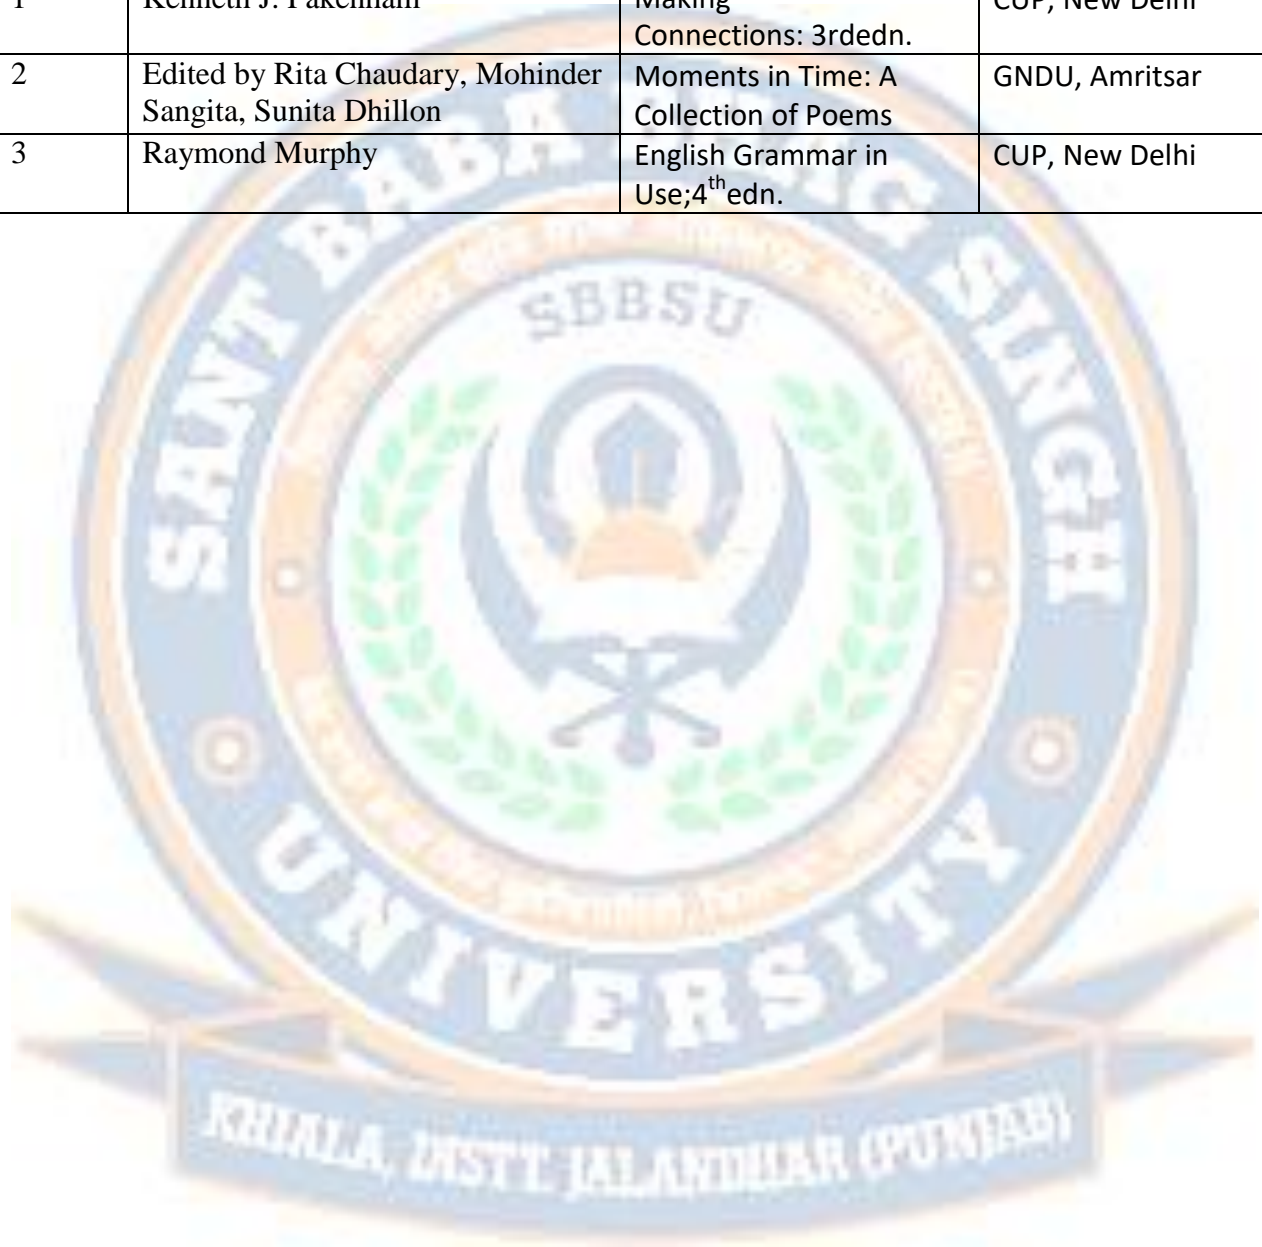 1 Kenneth J. Pakenham Making CUP, New Delhi
Connections: 3rdedn.
2 Edited by Rita Chaudary, Mohinder Moments in Time: A GNDU, Amritsar
Sangita, Sunita Dhillon Collection of Poems
3 Raymond Murphy English Grammar in CUP, New Delhi
Use;4thedn.
SANT BABA BHAG SINGH
SBBSU
UNIVERSITY
KHIALA, DISTT. JALANDHAR (PUNJAB)